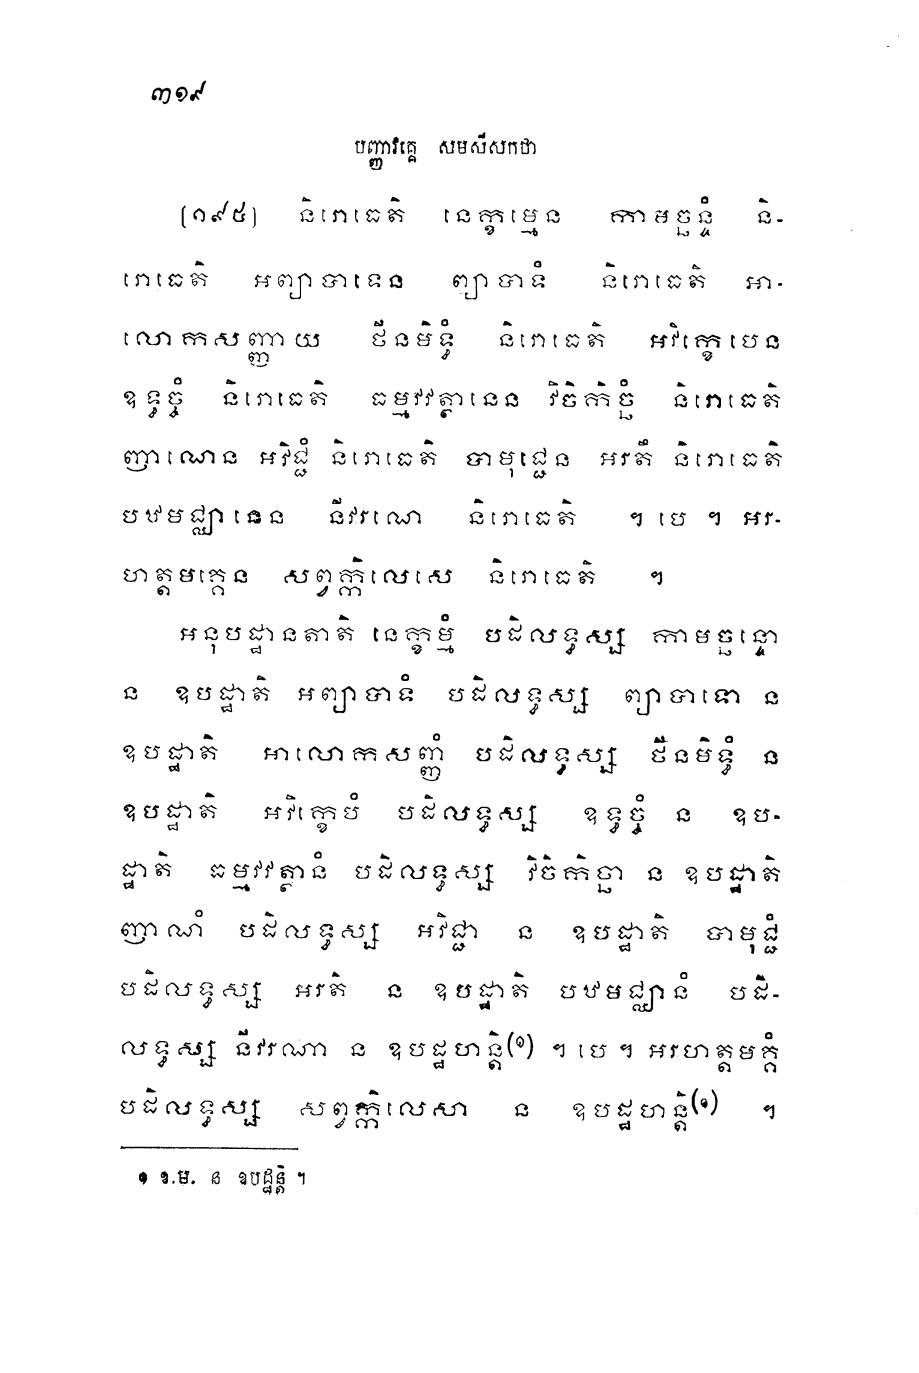 ៣១៩
បញ្ញាវគ្គេ សមសីសកថា
[១៩៥] និរោធេតិ នេក្ខម្មេន កាមច្ឆន្ទំ និ-
រោធេតិ អព្យាបាទេន ព្យាបាទំ និរោធេតិ អា-
លោកសញ្ញាយ ថីនមិទ្ធំ និរោធេតិ អវិក្ខេបេន
ឧទ្ធច្ចំ និរោធេតិ ធម្មវវត្ថានេន វិចិកិច្ឆំ និរោធេតិ
ញាណេន អវិជ្ជំ និរោធេតិ បាមុជ្ជេន អរតឹ និរោធេតិ
បឋមជ្ឈានេន នីវរណេ និរោធេតិ ។ បេ ។ អរ-
ហត្តមគ្គេន សព្វក្កិលេសេ និរោធេតិ ។
អនុបដ្ឋានតាតិ នេក្ខម្មំ បដិលទ្ធស្ស កាមច្ឆន្ទោ
ន ឧបដ្ឋាតិ អព្យាបាទំ បដិលទ្ធស្ស ព្យាបាទោ ន
ឧបដ្ឋាតិ អាលោកសញ្ញំ បដិលទ្ធស្ស ថីនមិទ្ធំ ន
ឧបដ្ឋាតិ អវិក្ខេបំ បដិលទ្ធស្ស ឧទ្ធច្ចំ ន ឧប-
ដ្ឋាតិ ធម្មវវត្ថានំ បដិលទ្ធស្ស វិចិកិច្ឆា ន ឧបដ្ឋាតិ
ញាណំ បដិលទ្ធស្ស អវិជ្ជា ន ឧបដ្ឋាតិ បាមុជ្ជំ
បដិលទ្ធស្ស អរតិ ន ឧបដ្ឋាតិ បឋមជ្ឈានំ បដិ-
លទ្ធស្ស នីវរណា ន ឧបដ្ឋហន្តិ(១) ។ បេ ។ អរហត្តមគ្គំ
បដិលទ្ធស្ស សព្វក្កិលេសា ន ឧបដ្ឋហន្តិ(១) ។
១ ឱ.ម. ន ឧបដ្ឋន្តិ ។